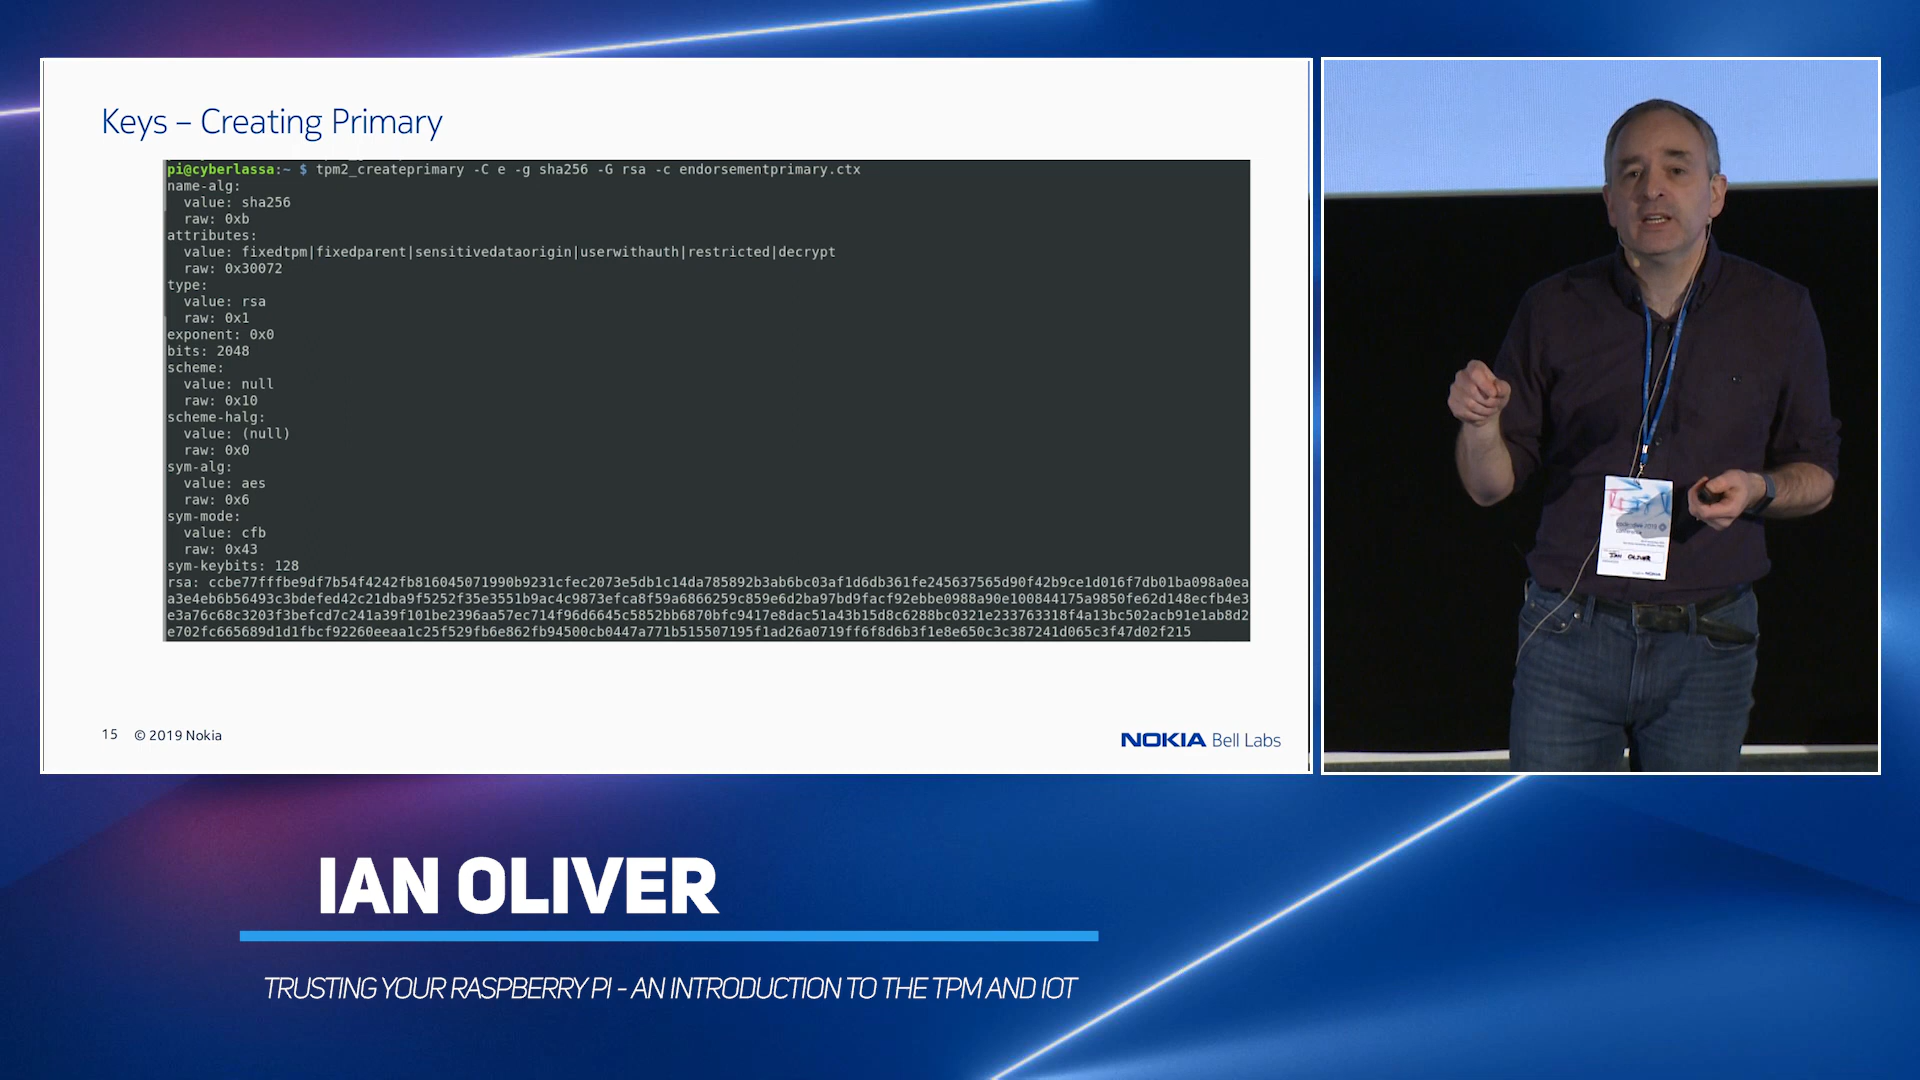 Keys – Creating Primary
pi@cyberlassa:~ $ tpm2_createprimary -C e -g sha256 -G rsa -c endorsementprimary.ctx
name-alg:
value: sha256
raw: 0xb
attributes:
value: fixedtpm|fixedparent|sensitivedataorigin|userwithauth|restricted|decrypt
raw: 0x30072
type:
value: rsa
raw: 0x1
exponent: 0x0
bits: 2048
scheme:
value: null
raw: 0x10
scheme-halg:
value: (null)
raw: 0x0
sym-alg:
value: aes
raw: 0x6
sym-mode:
value: cfb
raw: 0x43
sym-keybits: 128
rsa: ccbe77fffbe9df7b54f4242fb816045071990b9231cfec2073e5db1c14da785892b3ab6bc03af1d6db361fe245637565d90f42b9ce1d016f7db01ba098a0ea
a3e4eb6b56493c3bdefed42c21dba9f5252f35e3551b9ac4c9873efca8f59a6866259c859e6d2ba97bd9facf92ebbe0988a90e100844175a9850fe62d148ecfb4e3
e3a76c68c3203f3befcd7c241a39f101be2396aa57ec714f96d6645c5852bb6870bfc9417e8dac51a43b15d8c6288bc0321e233763318f4a13bc502acb91e1ab8d2
e702fc665689d1d1fbcf92260eeaa1c25f529fb6e862fb94500cb0447a771b515507195f1ad26a0719ff6f8d6b3f1e8e650c3c387241d065c3f47d02f215
15 © 2019 Nokia
NOKIA Bell Labs
IAN OLIVER
IAN OLIVER
TRUSTING YOUR RASPBERRY PI - AN INTRODUCTION TO THE TPM AND IOT